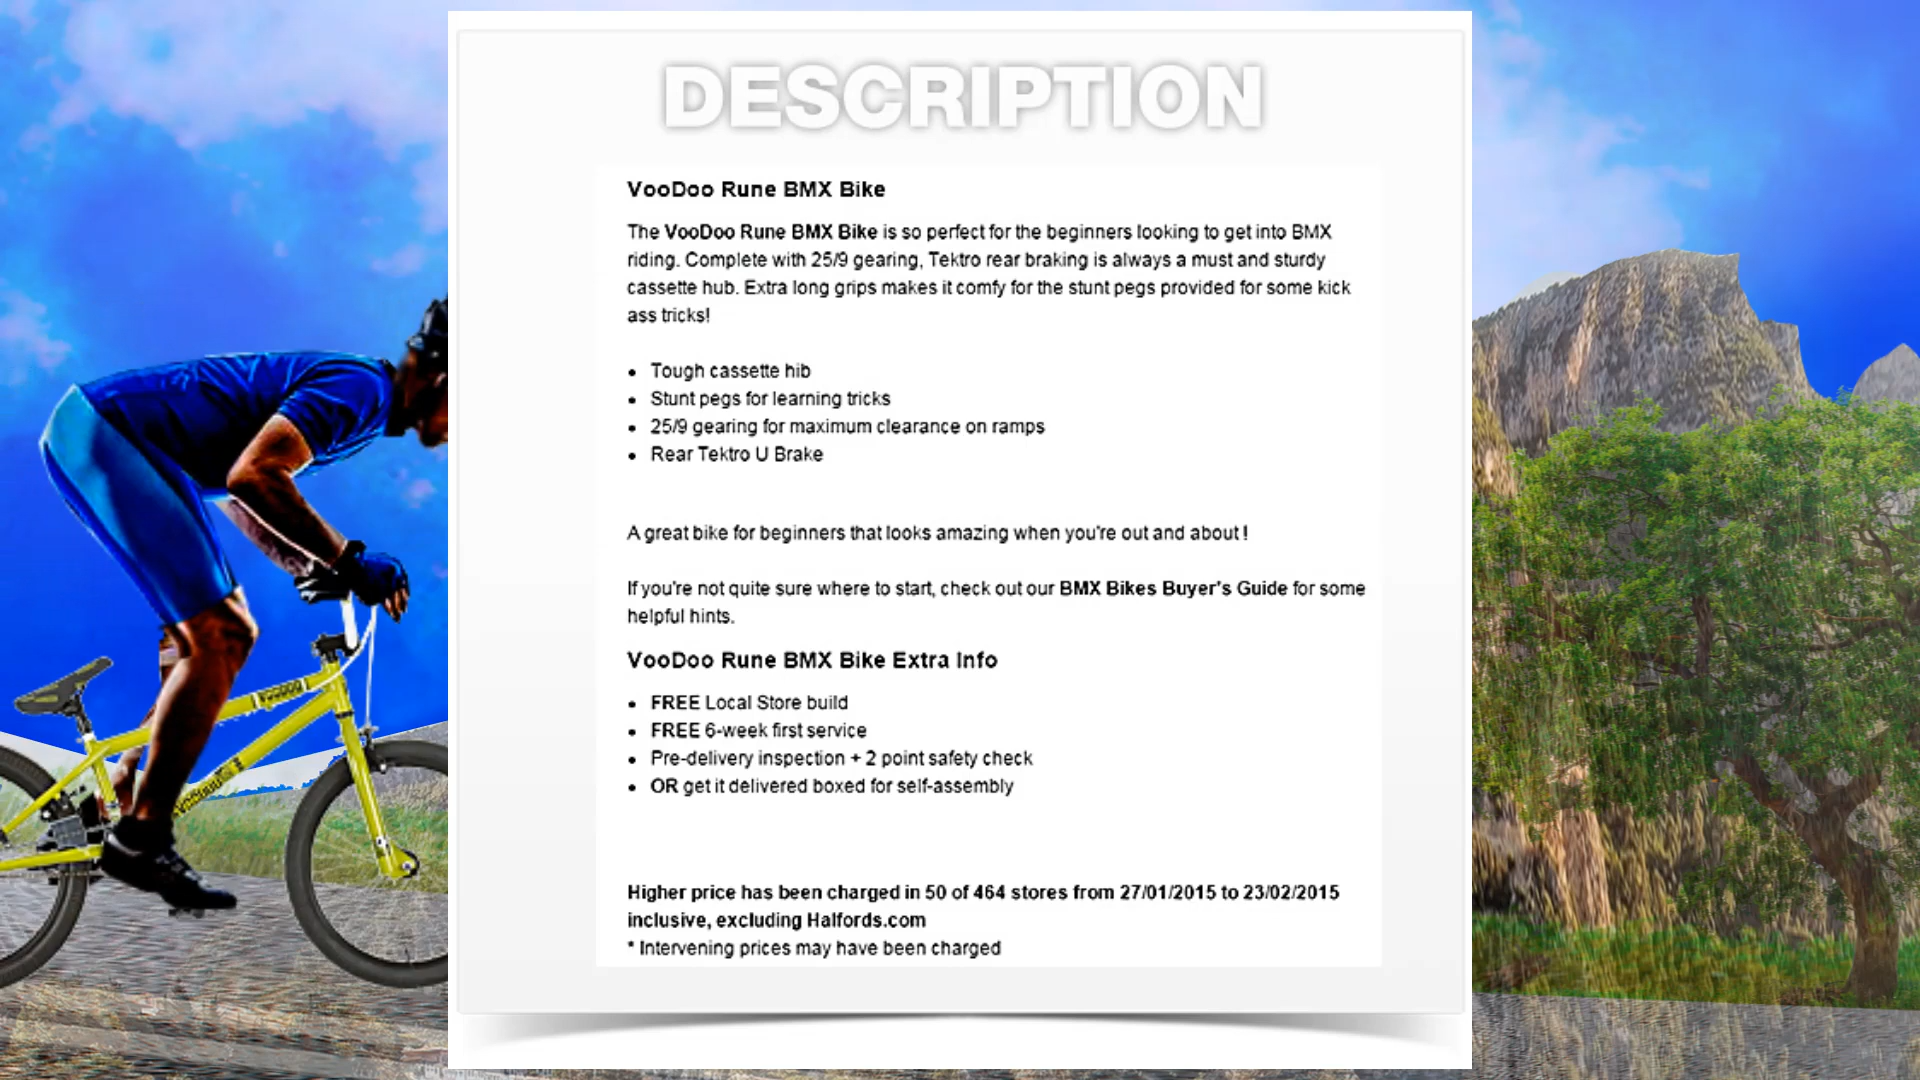 DESCRIPTION
VooDoo Rune BMX Bike
The VooDoo Rune BMX Bike is so perfect for the beginners looking to get into BMX
riding. Complete with 25/9 gearing, Tektro rear braking is always a must and sturdy
cassette hub. Extra long grips makes it comfy for the stunt pegs provided for some kick
ass tricks!
• Tough cassette hib
• Stunt pegs for learning tricks
• 25/9 gearing for maximum clearance on ramps
• Rear Tektro U Brake
A great bike for beginners that looks amazing when you're out and about !
If you're not quite sure where to start, check out our BMX Bikes Buyer's Guide for some
helpful hints.
VooDoo Rune BMX Bike Extra Info
• FREE Local Store build
• FREE 6-week first service
• Pre-delivery inspection + 2 point safety check
• OR get it delivered boxed for self-assembly
Higher price has been charged in 50 of 464 stores from 27/01/2015 to 23/02/2015
inclusive, excluding Halfords.com
* Intervening prices may have been charged
VOODOO
VOODOO